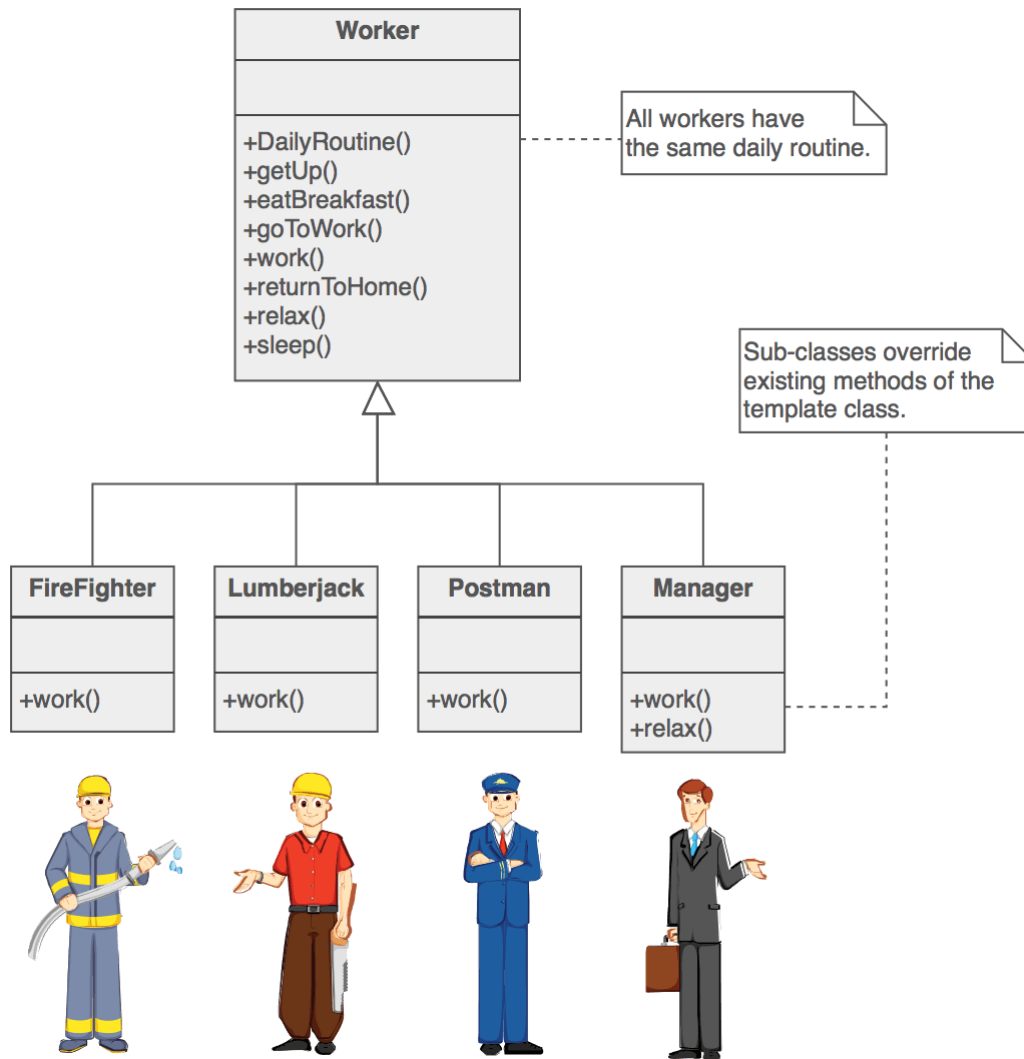 Worker
+DailyRoutine()
+getUp()
+eatBreakfast()
+goToWork()
+work()
+returnToHome()
+relax()
+sleep()
All workers have
the same daily routine.
Sub-classes override
existing methods of the
template class.
FireFighter
+work()
Lumberjack
+work()
Postman
+work()
Manager
+work()
+relax()